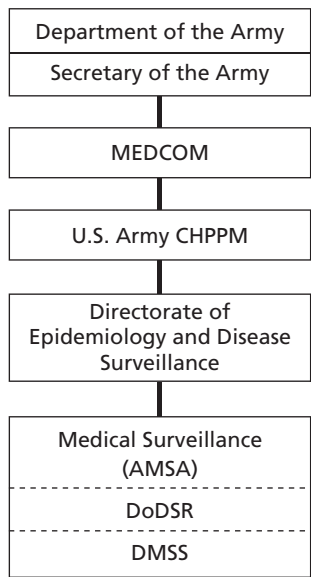 Department of the Army
Secretary of the Army
MEDCOM
U.S. Army CHPPM
Directorate of
Epidemiology and Disease
Surveillance
Medical Surveillance
(AMSA)
DoDSR
DMSS